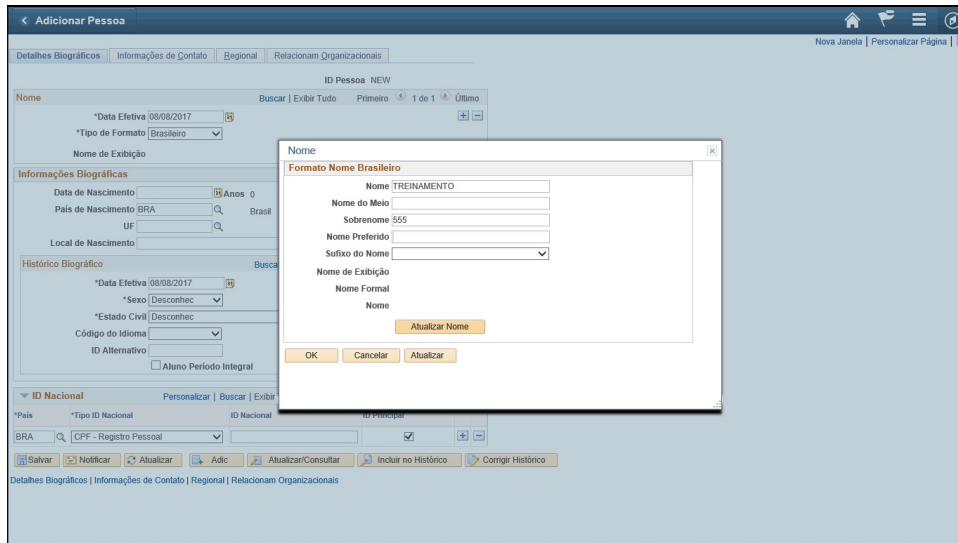 Adicionar Pessoa
Nova Janela | Personalizar Página |
Detalhes Biográficos Informações de Contato Regional Relacionam Organizacionais
ID Pessoa NEW
Nome Buscar | Exibir Tudo Primeiro 1 de 1 Último
*Data Efetiva 08/08/2017
*Tipo de Formato Brasileiro
Nome de Exibição
Informações Biográficas
Data de Nascimento Anos 0
País de Nascimento BRA Brasil
UF
Local de Nascimento
Histórico Biográfico Busca
*Data Efetiva 08/08/2017
*Sexo Desconhec
*Estado Civil Desconhec
Código do Idioma
ID Alternativo
Aluno Período Integral
ID Nacional Personalizar | Buscar | Exibir
*País *Tipo ID Nacional ID Nacional ID Principal
BRA CPF - Registro Pessoal
Salvar Notificar Atualizar Adic Atualizar/Consultar Incluir no Histórico Corrigir Histórico
Detalhes Biográficos | Informações de Contato | Regional | Relacionam Organizacionais
Nome
Formato Nome Brasileiro
Nome TREINAMENTO
Nome do Meio
Sobrenome 555
Nome Preferido
Sufixo do Nome
Nome de Exibição
Nome Formal
Nome
Atualizar Nome
OK Cancelar Atualizar